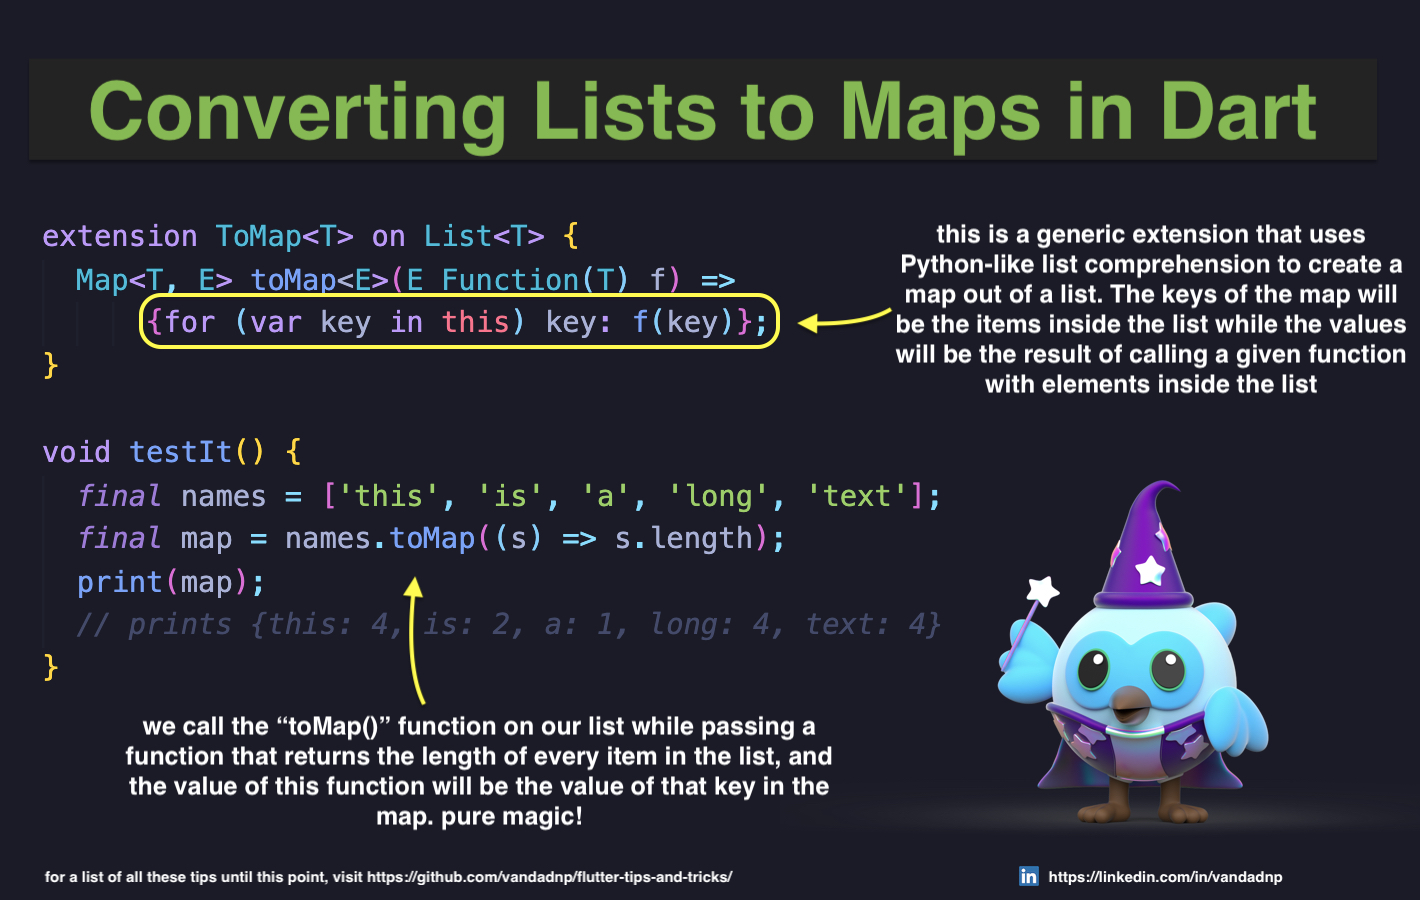 Converting Lists to Maps in Dart
extension ToMap<T> on List<T> {
Map<T, E> toMap<E>(E Function(T) f) =>
{for (var key in this) key: f(key)};
}
this is a generic extension that uses
Python-like list comprehension to create a
map out of a list. The keys of the map will
be the items inside the list while the values
will be the result of calling a given function
with elements inside the list
void testIt() {
final names = ['this', 'is', 'a', 'long', 'text'];
final map = names.toMap((s) => s.length);
print(map);
// prints {this: 4, is: 2, a: 1, long: 4, text: 4}
}
we call the “toMap()” function on our list while passing a
function that returns the length of every item in the list, and
the value of this function will be the value of that key in the
map. pure magic!
for a list of all these tips until this point, visit https://github.com/vandadnp/flutter-tips-and-tricks/
in https://linkedin.com/in/vandadnp